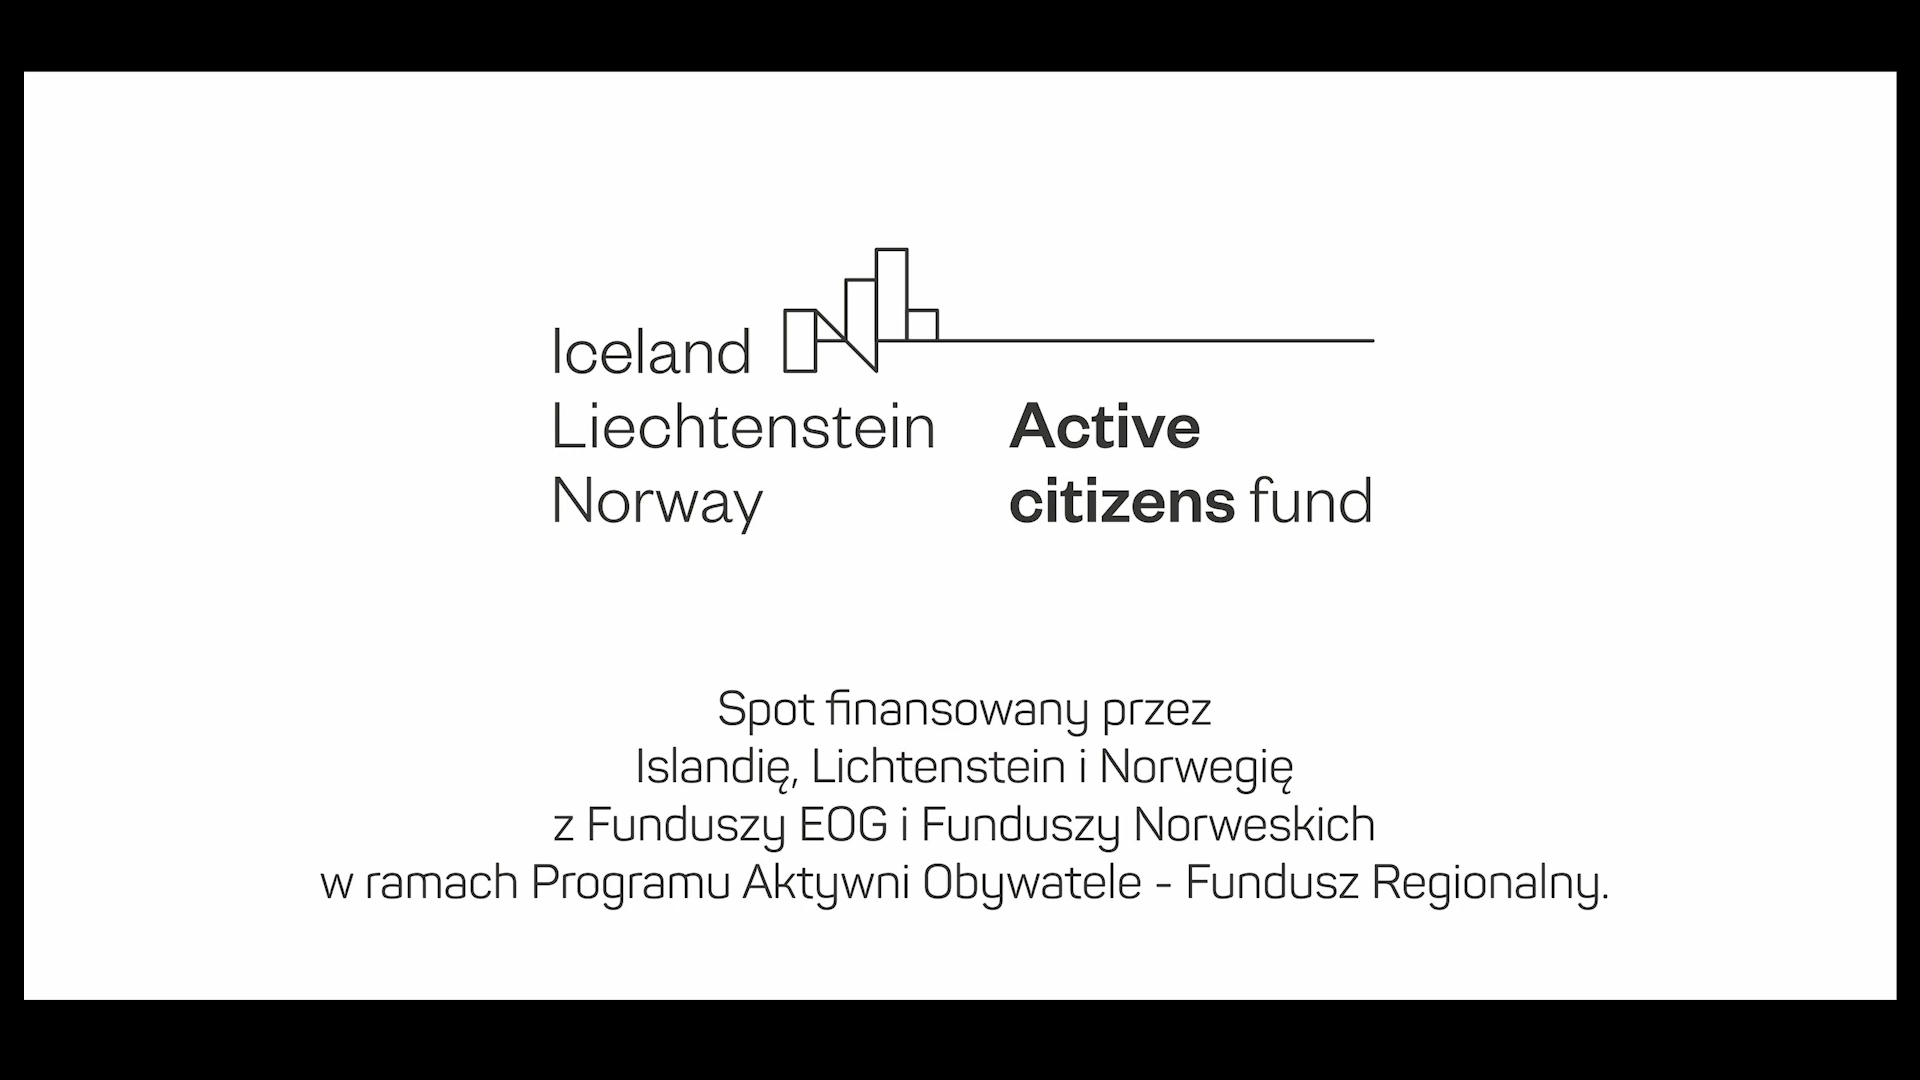 Iceland
Liechtenstein
Norway
Active
citizens fund
Spot finansowany przez
Islandię, Lichtenstein i Norwegię
z Funduszy EOG i Funduszy Norweskich
w ramach Programu Aktywni Obywatele - Fundusz Regionalny.